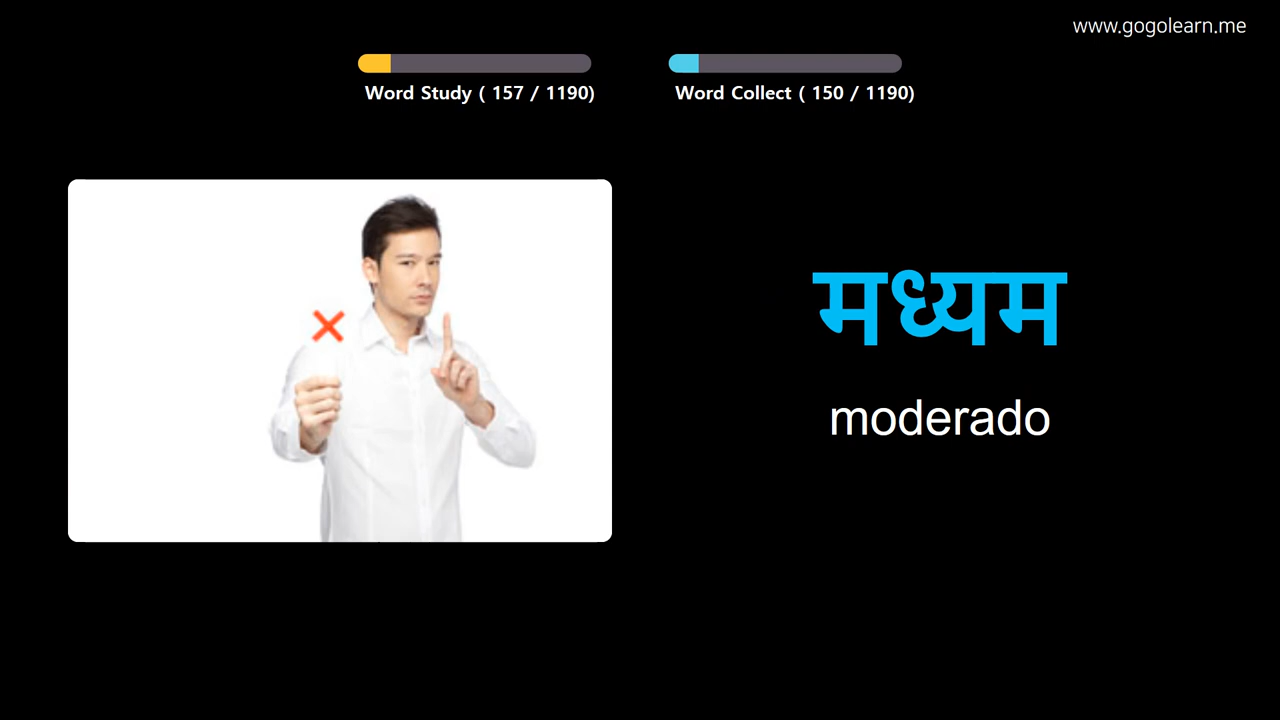 www.gogolearn.me
Word Study ( 157 / 1190)
Word Collect ( 150 / 1190)
मध्यम
moderado